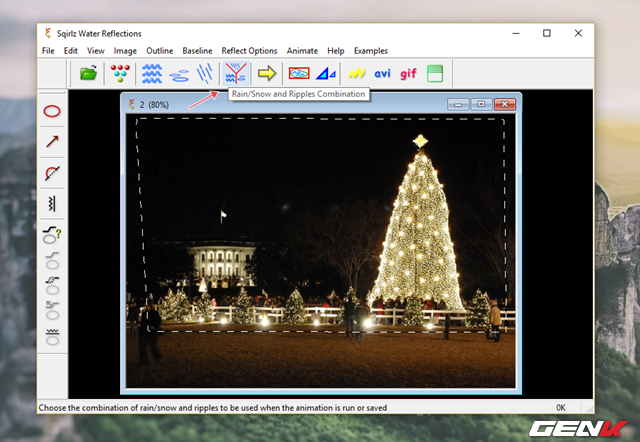 Sqirlz Water Reflections
File Edit View Image Outline Baseline Reflect Options Animate Help Examples
avi gif
Rain/Snow and Ripples Combination
2 (80%)
?
Choose the combination of rain/snow and ripples to be used when the animation is run or saved OK
GENK